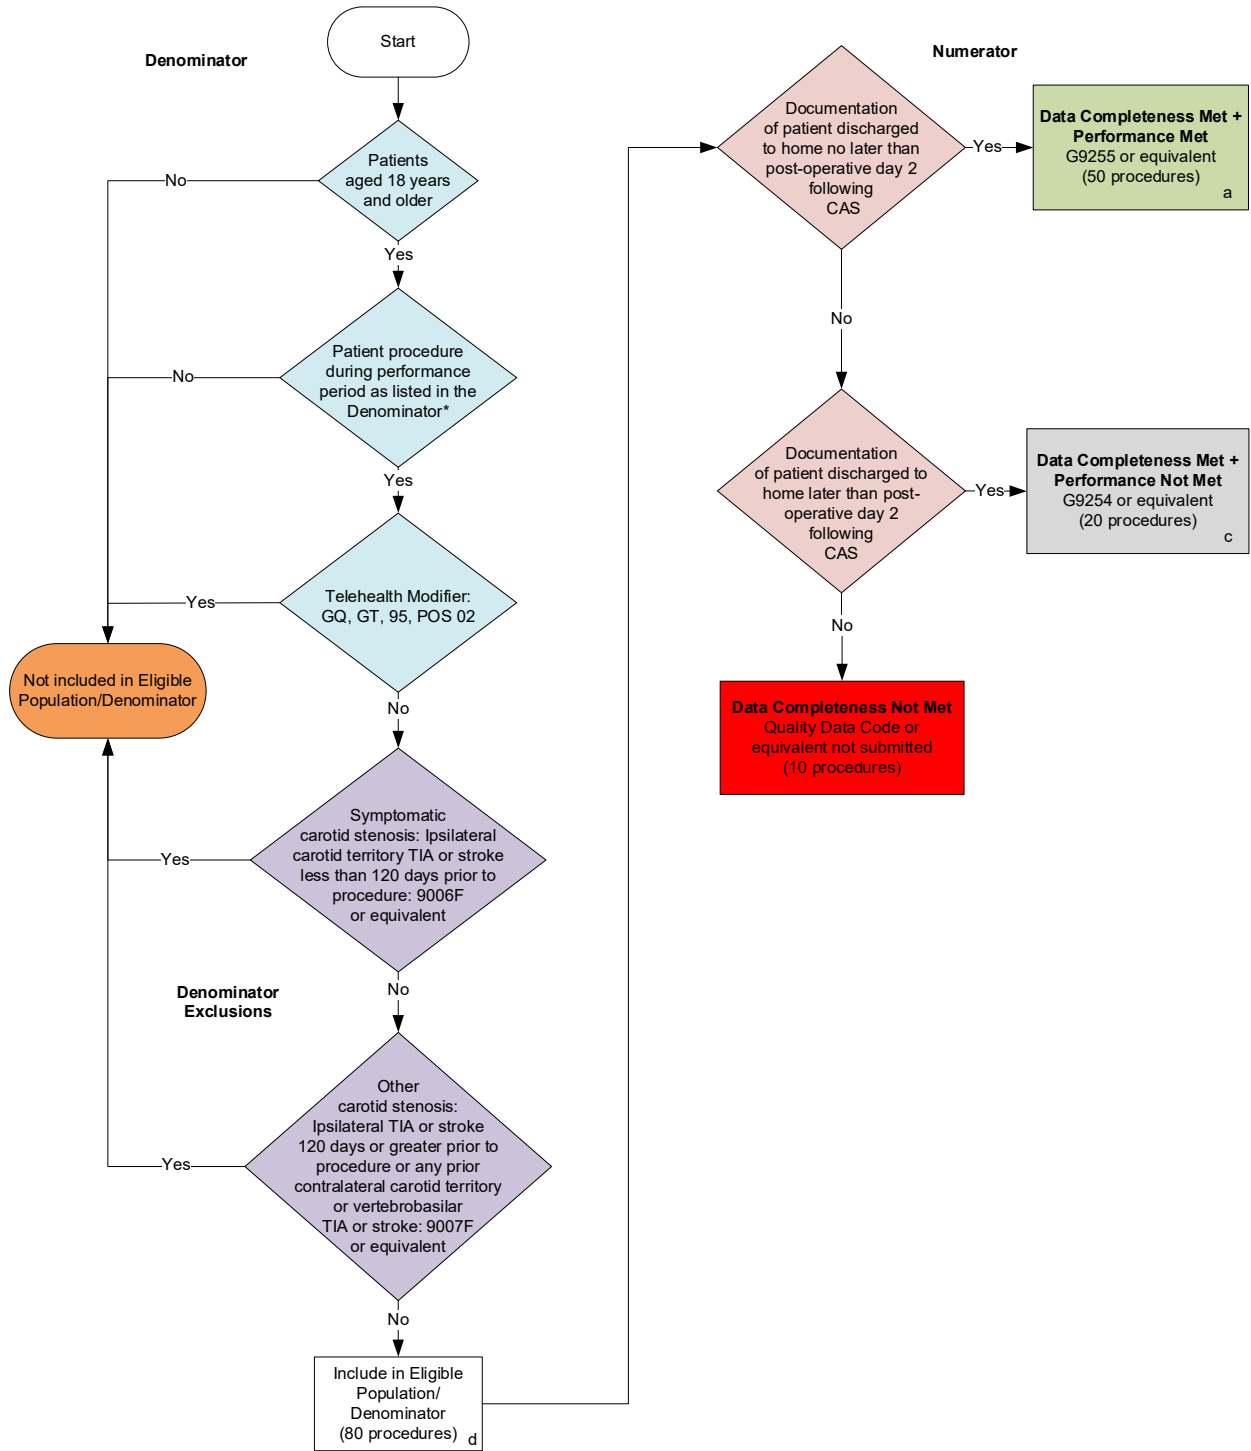 Start
Denominator
Patients
aged 18 years
and older
No
Yes
Patient procedure
during performance
period as listed in the
Denominator*
No
Yes
Telehealth Modifier:
GQ, GT, 95, POS 02
Yes
Not included in Eligible
Population/Denominator
No
Symptomatic
carotid stenosis: Ipsilateral
carotid territory TIA or stroke
less than 120 days prior to
procedure: 9006F
or equivalent
Yes
No
Denominator
Exclusions
Other
carotid stenosis:
Ipsilateral TIA or stroke
120 days or greater prior to
procedure or any prior
contralateral carotid territory
or vertebrobasilar
TIA or stroke: 9007F
or equivalent
Yes
No
Include in Eligible
Population/
Denominator
(80 procedures)
d
Numerator
Documentation
of patient discharged
to home no later than
post-operative day 2
following
CAS
Yes
Data Completeness Met +
Performance Met
G9255 or equivalent
(50 procedures)
a
No
Documentation
of patient discharged to
home later than post-
operative day 2
following
CAS
Yes
Data Completeness Met +
Performance Not Met
G9254 or equivalent
(20 procedures)
c
No
Data Completeness Not Met
Quality Data Code or
equivalent not submitted
(10 procedures)